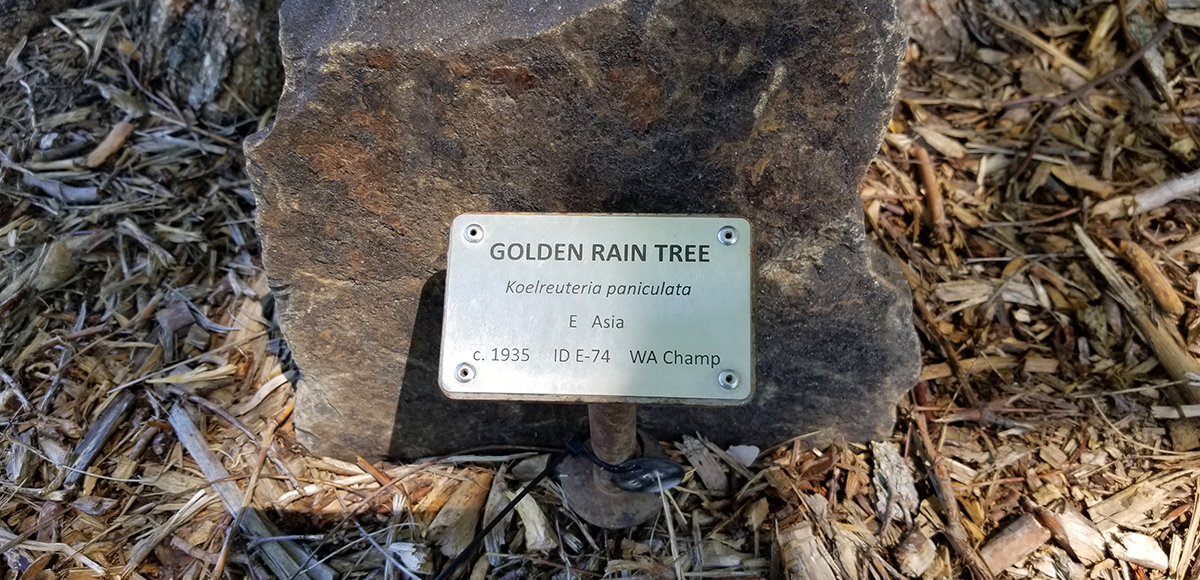 GOLDEN RAIN TREE
Koelreuteria paniculata
E Asia
c. 1935 ID E-74 WA Champ